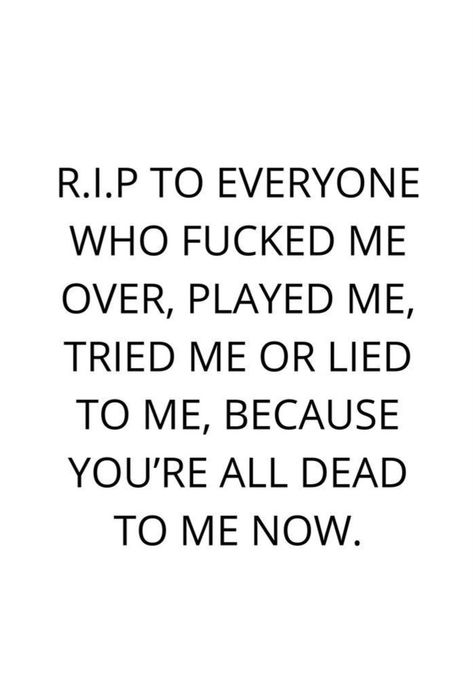 R.I.P TO EVERYONE
WHO FUCKED ME
OVER, PLAYED ME,
TRIED ME OR LIED
TO ME, BECAUSE
YOU’RE ALL DEAD
TO ME NOW.